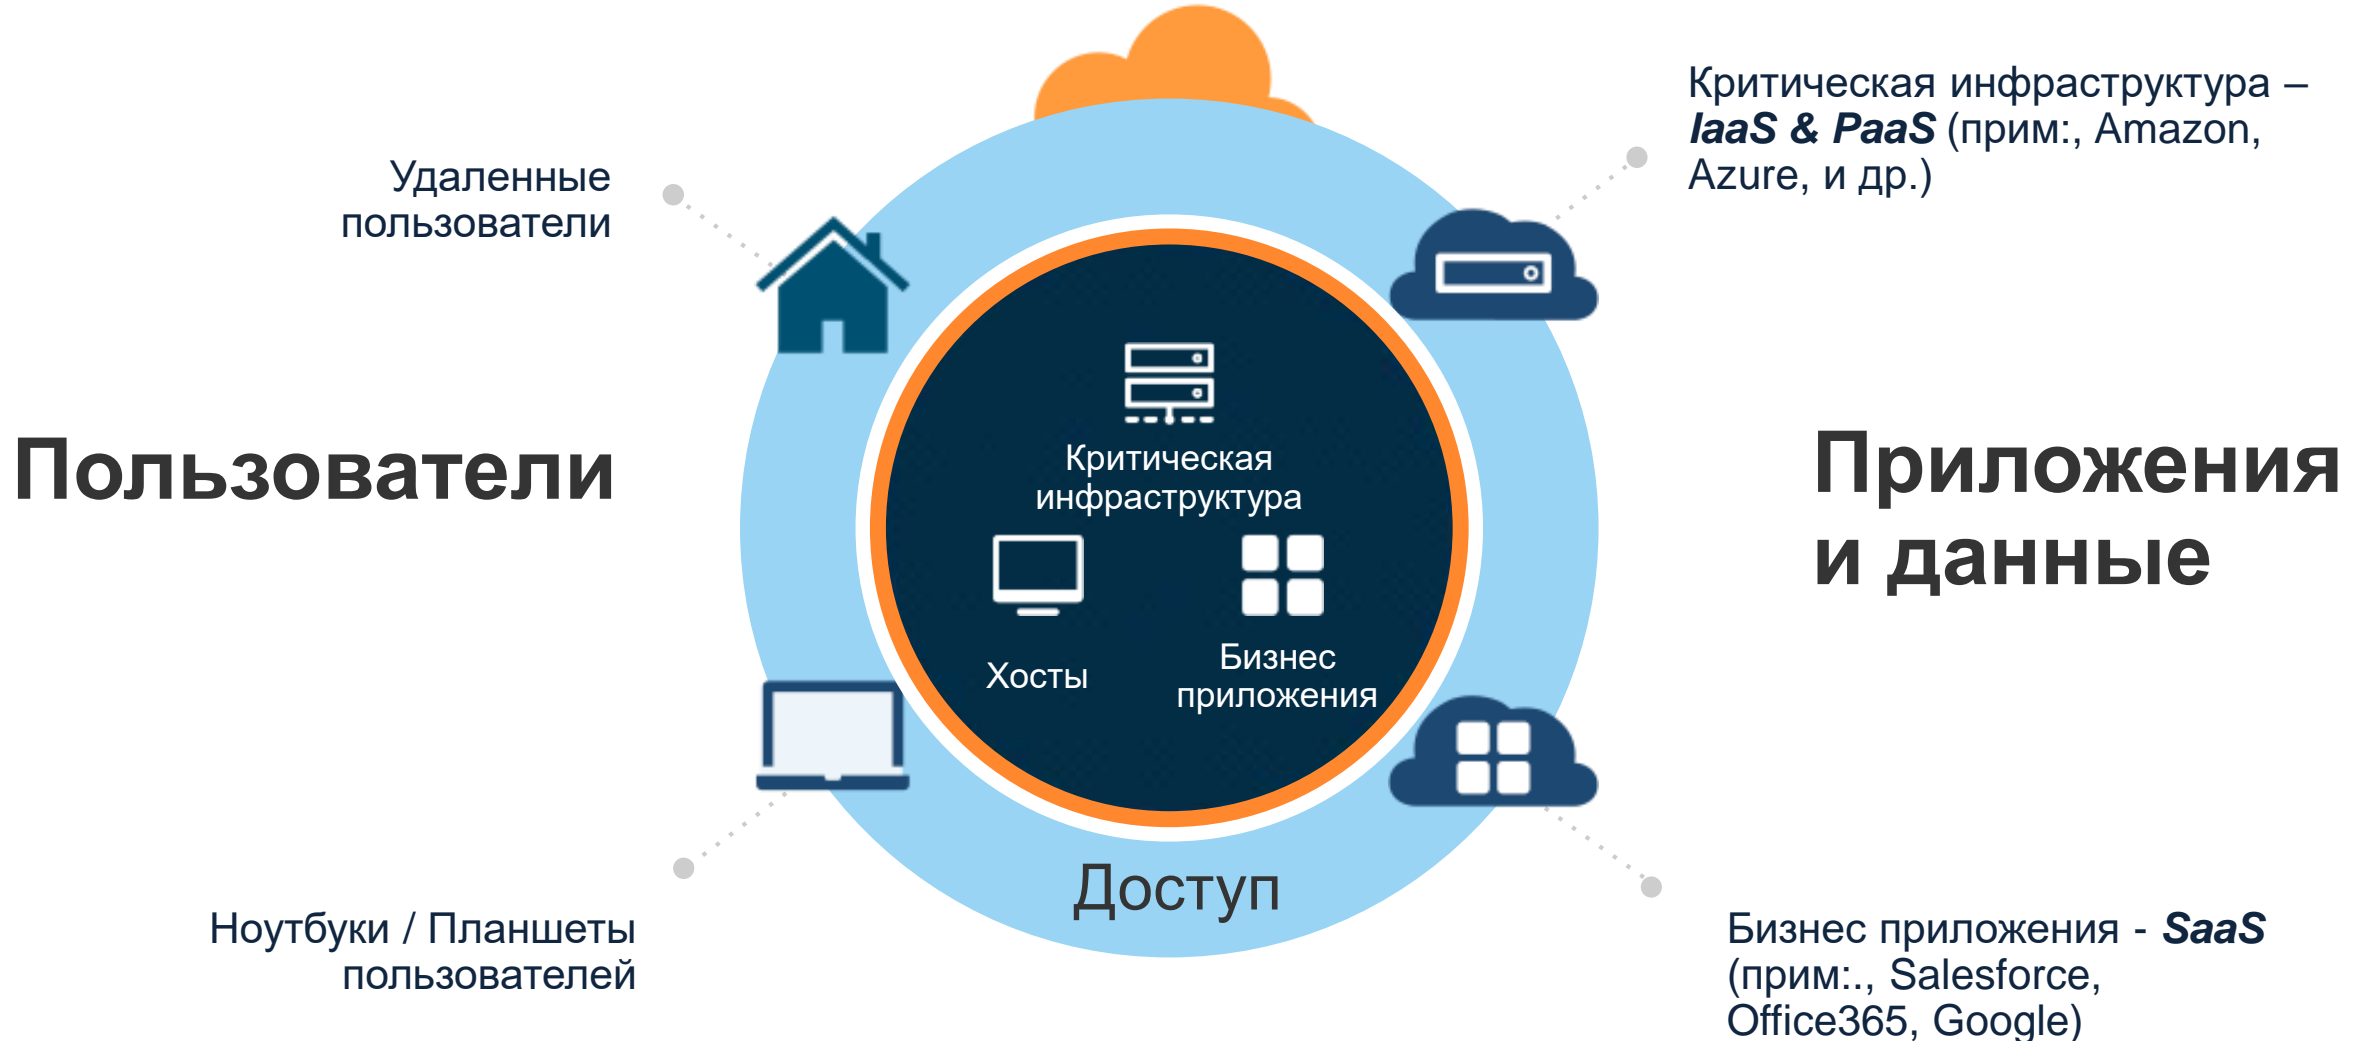 Удаленные
пользователи
Критическая инфраструктура –
IaaS & PaaS (прим:, Amazon,
Azure, и др.)
Пользователи
Критическая
инфраструктура
Хосты
Бизнес
приложения
Приложения
и данные
Доступ
Ноутбуки / Планшеты
пользователей
Бизнес приложения - SaaS
(прим:., Salesforce,
Office365, Google)